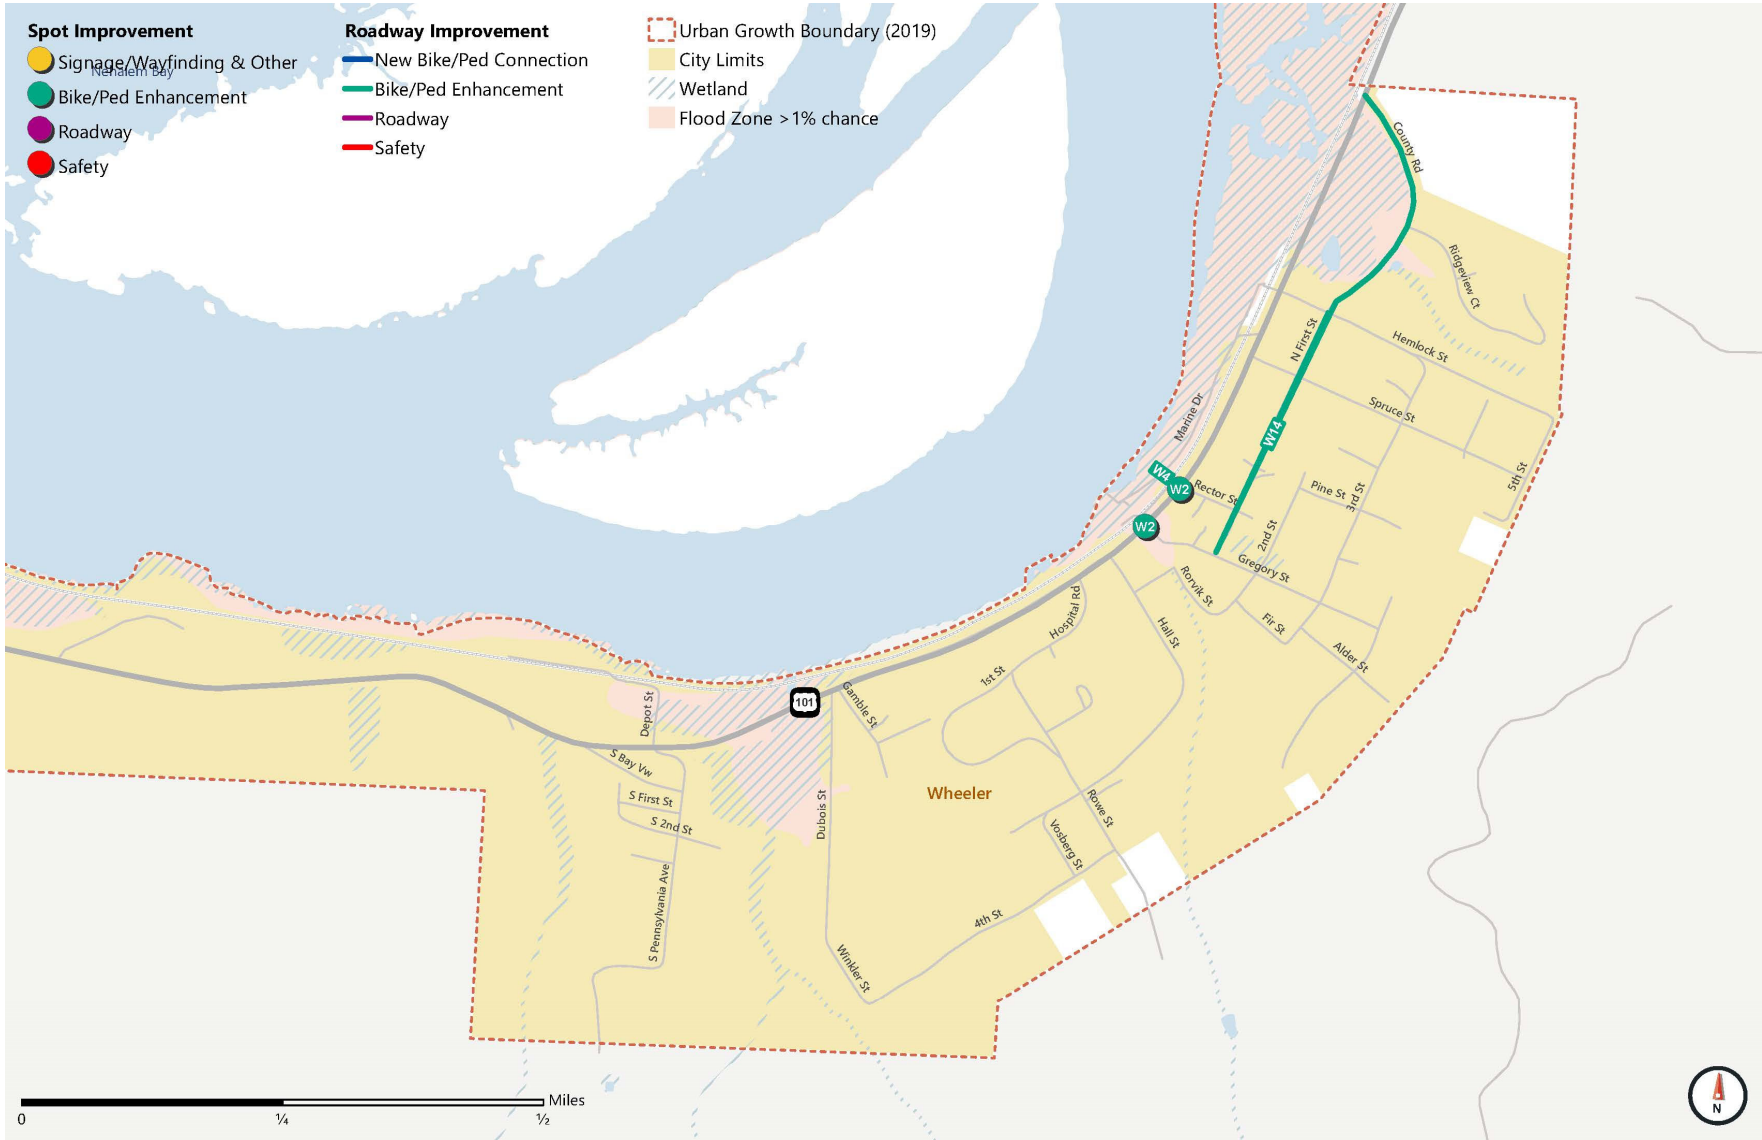 Spot Improvement
Signage/Wayfinding & Other
Nehalem Bay
Bike/Ped Enhancement
Roadway
Safety
Roadway Improvement
New Bike/Ped Connection
Bike/Ped Enhancement
Roadway
Safety
Urban Growth Boundary (2019)
City Limits
Wetland
Flood Zone >1% chance
County Rd
Ridgeview Ct
N First St
Hemlock St
Marine Dr
Spruce St
W14
W4
W2
Rector St
Pine St
3rd St
5th St
W2
2nd St
Gregory St
Rorvik St
Hospital Rd
Hall St
Fir St
Alder St
1st St
101
Gamble St
Depot St
S Bay Vw
S First St
S 2nd St
Dubois St
Wheeler
Rowe St
Vosberg St
S Pennsylvania Ave
4th St
Winkler St
Miles
0
¼
½
N